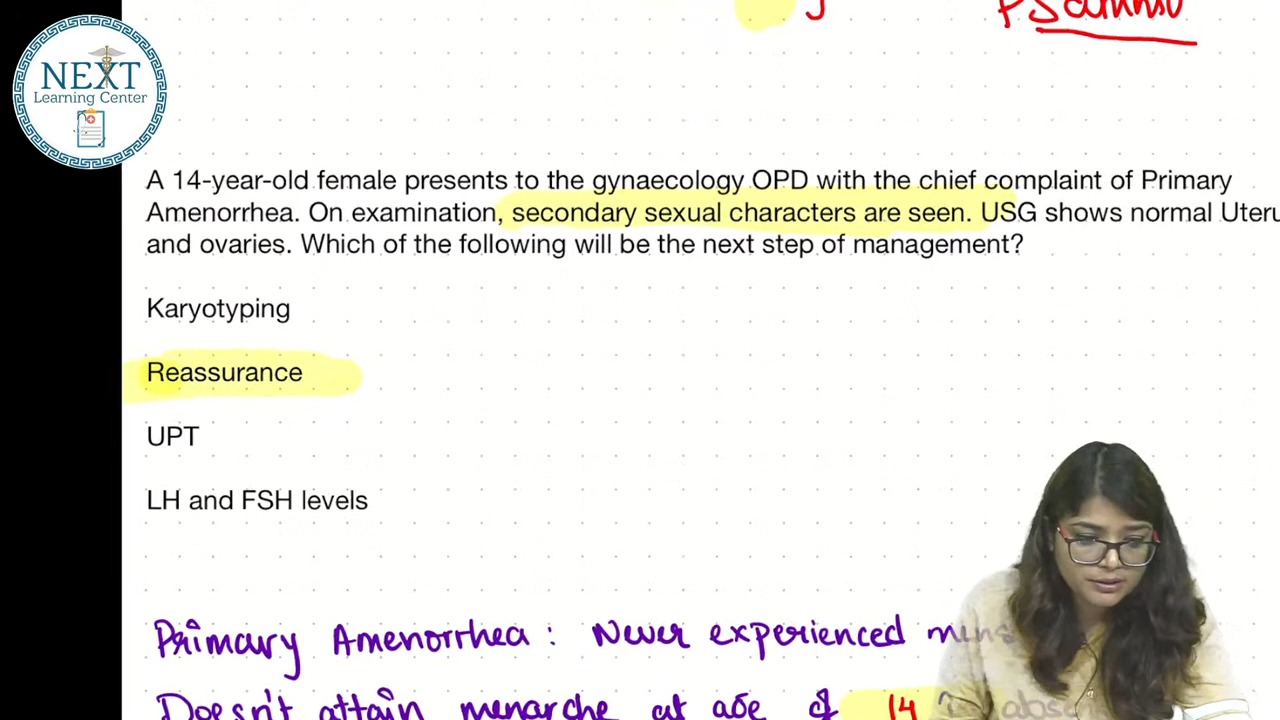 NEXT
Learning Center
A 14-year-old female presents to the gynaecology OPD with the chief complaint of Primary
Amenorrhea. On examination, secondary sexual characters are seen. USG shows normal
and ovaries. Which of the following will be the next step of management?
Karyotyping
Reassurance
UPT
LH and FSH levels
Primary Amenorrhea: Never experienced
Doesn't attain menarche at age of 14